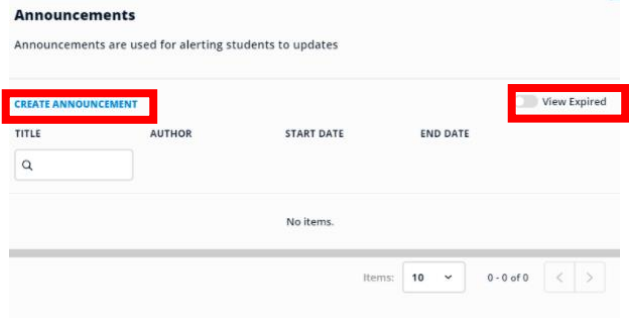 Announcements
Announcements are used for alerting students to updates
CREATE ANNOUNCEMENT
View Expired
TITLE AUTHOR START DATE END DATE
No items.
Items: 10 0 - 0 of 0